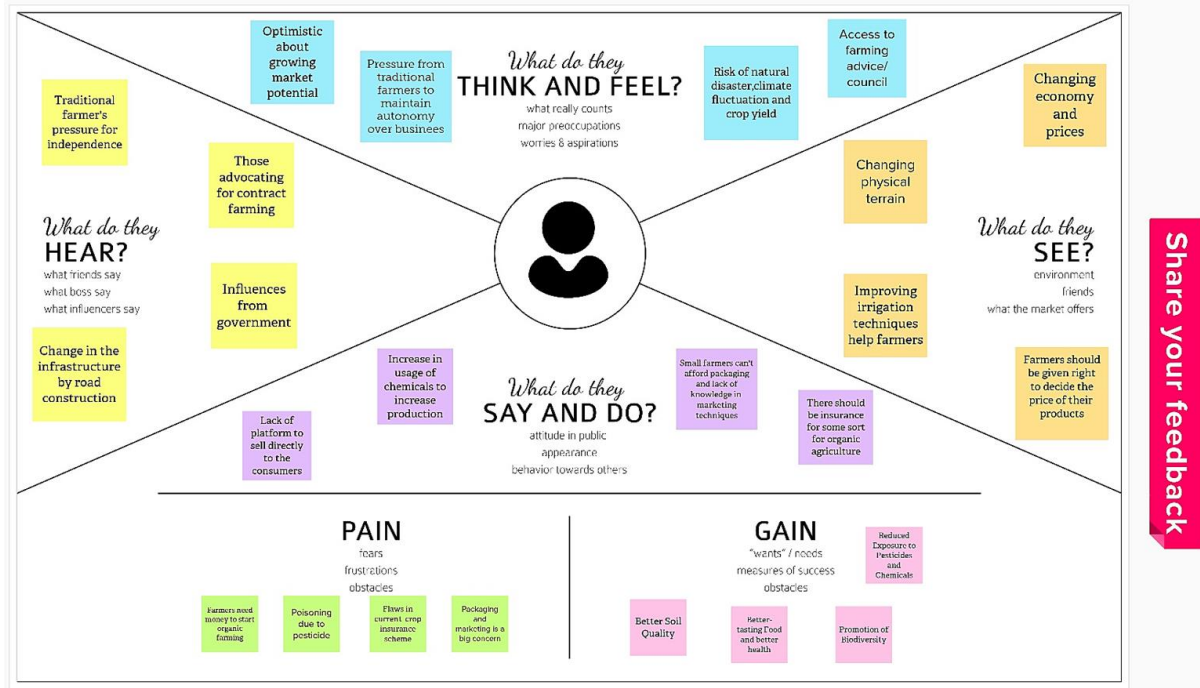 Optimistic
about
growing
market
potential
Pressure from
traditional
farmers to
maintain
autonomy
over businees
What do they
THINK AND FEEL?
what really counts
major preoccupations
worries & aspirations
Risk of natural
disaster,climate
fluctuation and
crop yield
Access to
farming
advice/
council
Traditional
farmer's
pressure for
independence
Those
advocating
for contract
farming
What do they
HEAR?
what friends say
what boss say
what influencers say
Influences
from
government
Change in the
infrastructure
by road
construction
Changing
economy
and
prices
Changing
physical
terrain
What do they
SEE?
environment
friends
what the market offers
Improving
irrigation
techniques
help farmers
Farmers should
be given right
to decide the
price of their
products
Increase in
usage of
chemicals to
increase
production
Lack of
platform to
sell directly
to the
consumers
What do they
SAY AND DO?
attitude in public
appearance
behavior towards others
Small farmers can't
afford packaging
and lack of
knowledge in
marketing
techniques
There should
be insurance
for some sort
for organic
agriculture
PAIN
fears
frustrations
obstacles
Farmers need
money to start
organic
farming
Poisoning
due to
pesticide
Flaws in
current crop
insurance
scheme
Packaging
and
marketing is a
big concern
GAIN
"wants" / needs
measures of success
obstacles
Reduced
Exposure to
Pesticides
and
Chemicals
Better Soil
Quality
Better-
tasting Food
and better
health
Promotion of
Biodiversity
Share your feedback